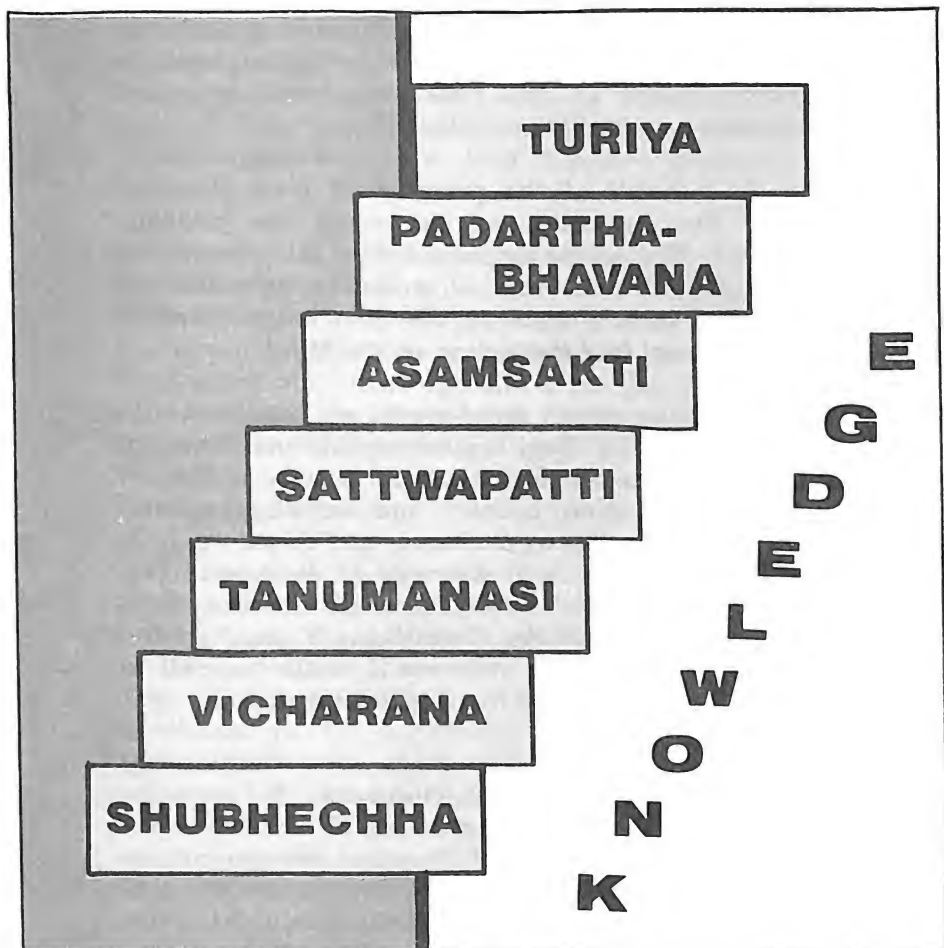 TURIYA
PADARTHA-
BHAVANA
ASAMSAKTI
SATTWAPATTI
TANUMANASI
VICHARANA
SHUBHECHHA
KNOWLEDGE